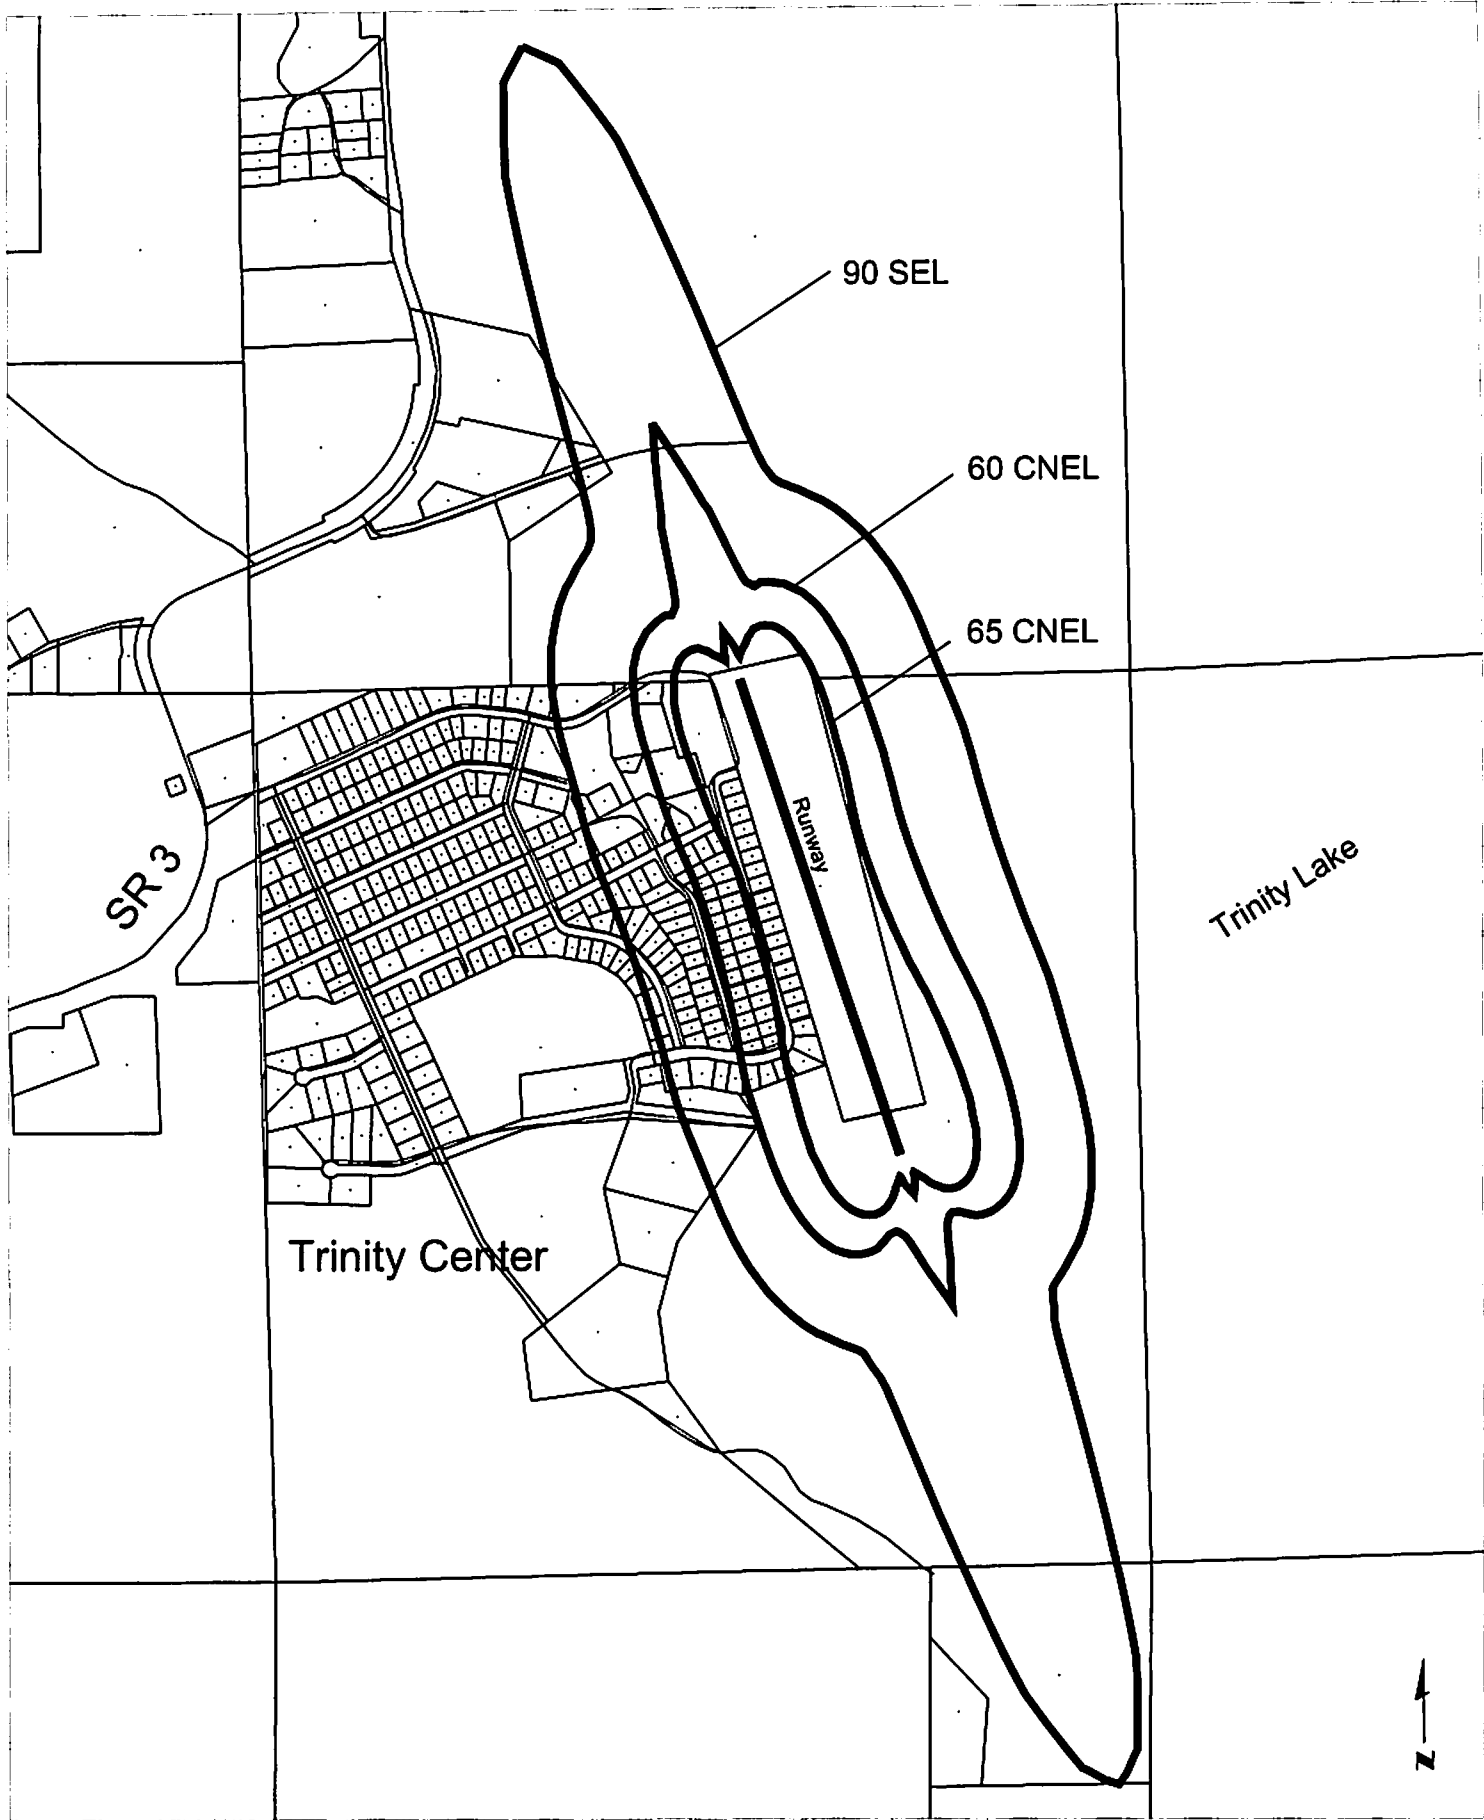 90 SEL
60 CNEL
65 CNEL
Runway
SR 3
Trinity Lake
Trinity Center
N